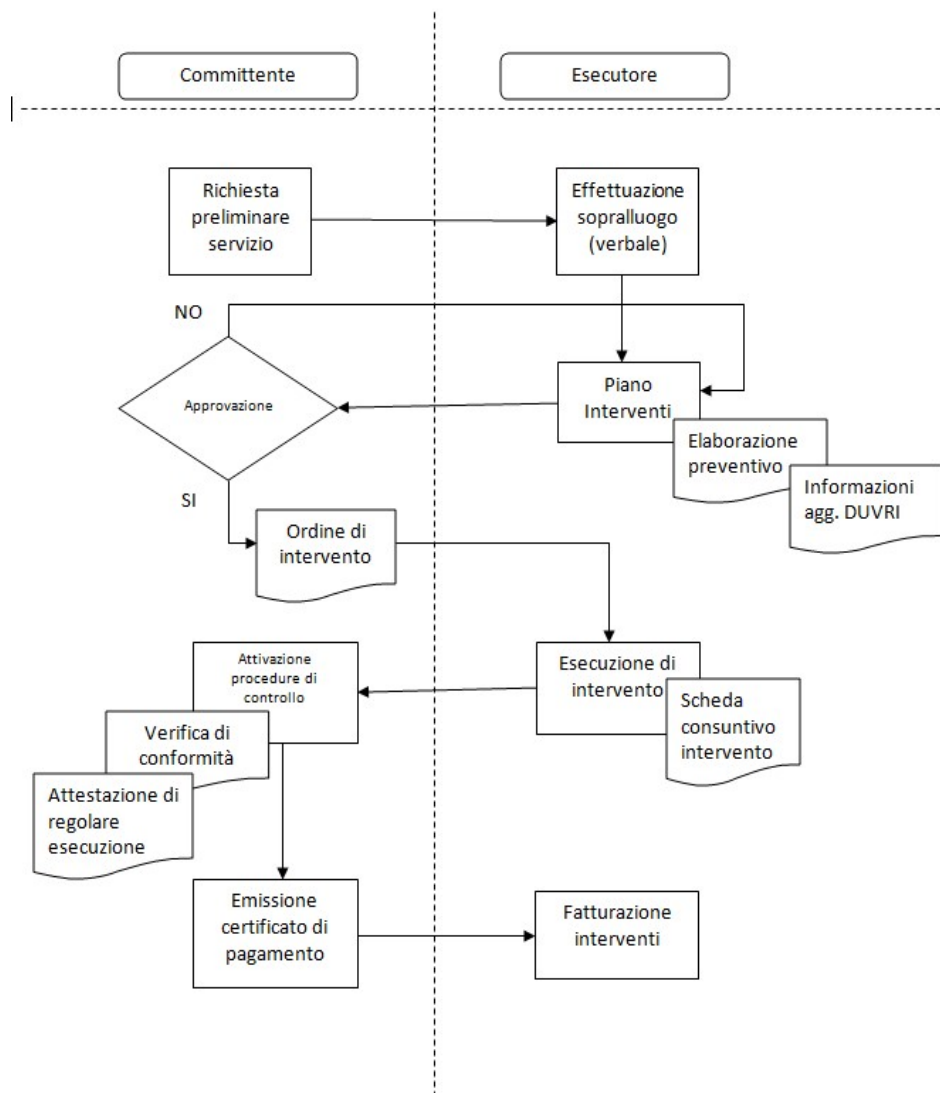 Committente
Esecutore
Richiesta
preliminare
servizio
Effettuazione
sopralluogo
(verbale)
NO
Approvazione
Piano
Interventi
Elaborazione
preventivo
Informazioni
agg. DUVRI
SI
Ordine di
intervento
Attivazione
procedure di
controllo
Esecuzione di
intervento
Scheda
consuntivo
intervento
Verifica di
conformità
Attestazione di
regolare
esecuzione
Emissione
certificato di
pagamento
Fatturazione
interventi